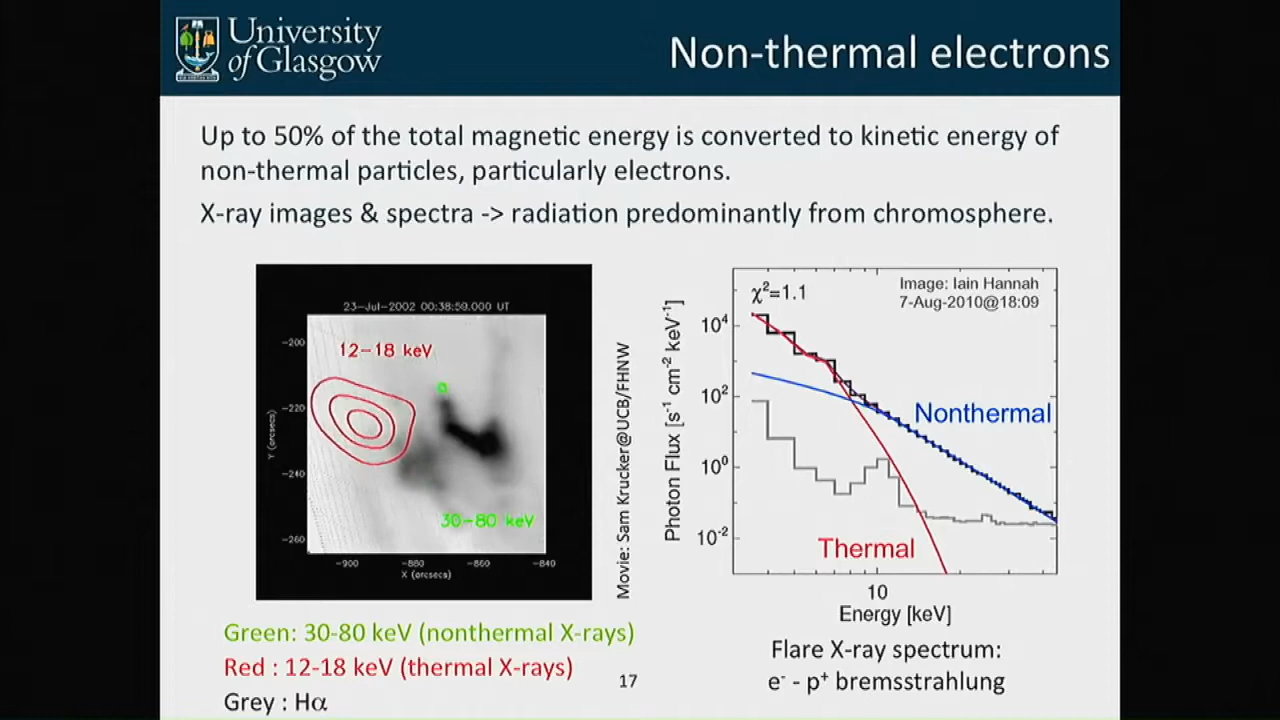 University
of Glasgow
Non-thermal electrons
Up to 50% of the total magnetic energy is converted to kinetic energy of
non-thermal particles, particularly electrons.
X-ray images & spectra -> radiation predominantly from chromosphere.
23-Jul-2002 00:38:59.000 UT
12-18 keV
30-80 keV
Y (arcsecs)
-200
-220
-240
-260
-900
-880
-860
-840
X (arcsecs)
Movie: Sam Krucker@UCB/FHNW
χ²=1.1
Image: Iain Hannah
7-Aug-2010@18:09
Photon Flux [s⁻¹ cm⁻² keV⁻¹]
10⁴
10²
10⁰
10⁻²
Nonthermal
Thermal
10
Energy [keV]
Green: 30-80 keV (nonthermal X-rays)
Red : 12-18 keV (thermal X-rays)
Grey : Hα
17
Flare X-ray spectrum:
e⁻ - p⁺ bremsstrahlung